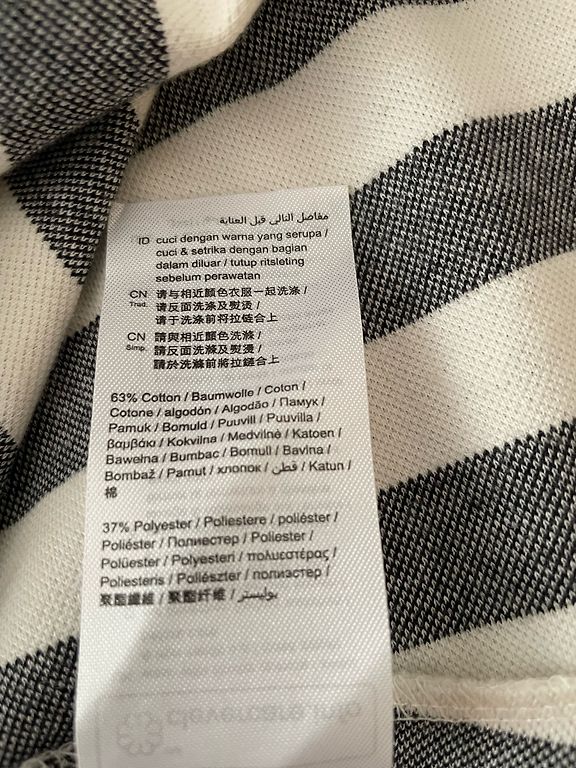 مفاصل التالي قبل العناية
ID cuci dengan warna yang serupa /
cuci & setrika dengan bagian
dalam diluar / tutup ritsleting
sebelum perawatan
CN 请与相近颜色衣服一起洗涤 /
Trad. 请反面洗涤及熨烫 /
请于洗涤前将拉链合上
CN 請與相近顏色洗滌 /
Simp. 請反面洗滌及熨燙 /
請於洗滌前將拉鏈合上
63% Cotton / Baumwolle / Coton /
Cotone / algodón / Algodão / Памук /
Pamuk / Bomuld / Puuvill / Puuvilla /
βαμβάκι / Kokvilna / Medvilnė / Katoen /
Bawełna / Bumbac / Bomull / Bavlna /
Bombaž / Pamut / хлопок / قطن / Katun /
棉
37% Polyester / Poliestere / poliéster /
Poliéster / Полиестер / Poliester /
Polüester / Polyesteri / πολυεστέρας /
Poliesteris / Poliészter / полиэстер /
聚酯纖維 / 聚酯纤维 / بوليستر /
clevercare.info